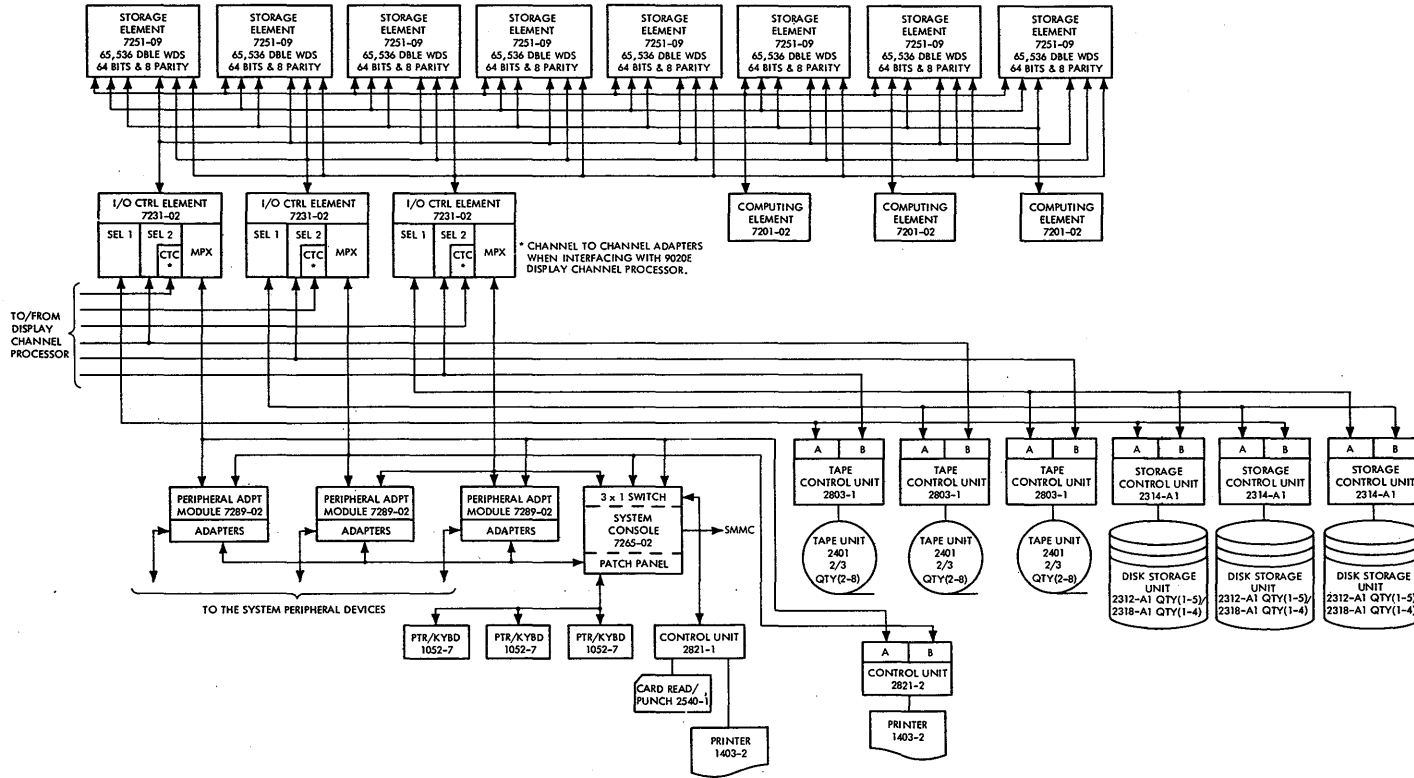 STORAGE
ELEMENT
7251-09
65,536 DBLE WDS
64 BITS & 8 PARITY
STORAGE
ELEMENT
7251-09
65,536 DBLE WDS
64 BITS & 8 PARITY
STORAGE
ELEMENT
7251-09
65,536 DBLE WDS
64 BITS & 8 PARITY
STORAGE
ELEMENT
7251-09
65,536 DBLE WDS
64 BITS & 8 PARITY
STORAGE
ELEMENT
7251-09
65,536 DBLE WDS
64 BITS & 8 PARITY
STORAGE
ELEMENT
7251-09
65,536 DBLE WDS
64 BITS & 8 PARITY
STORAGE
ELEMENT
7251-09
65,536 DBLE WDS
64 BITS & 8 PARITY
STORAGE
ELEMENT
7251-09
65,536 DBLE WDS
64 BITS & 8 PARITY
I/O CTRL ELEMENT
7231-02
SEL 1
SEL 2
CTC
*
MPX
I/O CTRL ELEMENT
7231-02
SEL 1
SEL 2
CTC
*
MPX
I/O CTRL ELEMENT
7231-02
SEL 1
SEL 2
CTC
*
MPX
* CHANNEL TO CHANNEL ADAPTERS
WHEN INTERFACING WITH 9020E
DISPLAY CHANNEL PROCESSOR.
COMPUTING
ELEMENT
7201-02
COMPUTING
ELEMENT
7201-02
COMPUTING
ELEMENT
7201-02
TO/FROM
DISPLAY
CHANNEL
PROCESSOR
PERIPHERAL ADPT
MODULE 7289-02
ADAPTERS
PERIPHERAL ADPT
MODULE 7289-02
ADAPTERS
PERIPHERAL ADPT
MODULE 7289-02
ADAPTERS
3 x 1 SWITCH
SYSTEM
CONSOLE
7265-02
PATCH PANEL
SMMC
A B
TAPE
CONTROL UNIT
2803-1
TAPE UNIT
2401
2/3
QTY(2-8)
A B
TAPE
CONTROL UNIT
2803-1
TAPE UNIT
2401
2/3
QTY(2-8)
A B
TAPE
CONTROL UNIT
2803-1
TAPE UNIT
2401
2/3
QTY(2-8)
A B
STORAGE
CONTROL UNIT
2314-A1
DISK STORAGE
UNIT
2312-A1 QTY(1-5)/
2318-A1 QTY(1-4)
A B
STORAGE
CONTROL UNIT
2314-A1
DISK STORAGE
UNIT
2312-A1 QTY(1-5)/
2318-A1 QTY(1-4)
A B
STORAGE
CONTROL UNIT
2314-A1
DISK STORAGE
UNIT
2312-A1 QTY(1-5)/
2318-A1 QTY(1-4)
TO THE SYSTEM PERIPHERAL DEVICES
PTR/KYBD
1052-7
PTR/KYBD
1052-7
PTR/KYBD
1052-7
CONTROL UNIT
2821-1
CARD READ/
PUNCH 2540-1
PRINTER
1403-2
A B
CONTROL UNIT
2821-2
PRINTER
1403-2